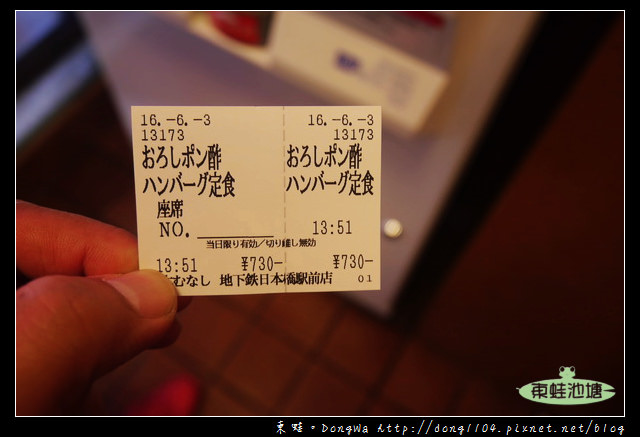 16.-6.-3 16.-6.-3
13173 13173
おろしポン酢 おろしポン酢
ハンバーグ定食 ハンバーグ定食
座席
NO. 13:51
当日限り有効/切り離し無効
13:51 ¥730- ¥730-
むなし 地下鉄日本橋駅前店 01
東蛙池塘
東蛙。DongWa http://dong1104.pixnet.net/blog